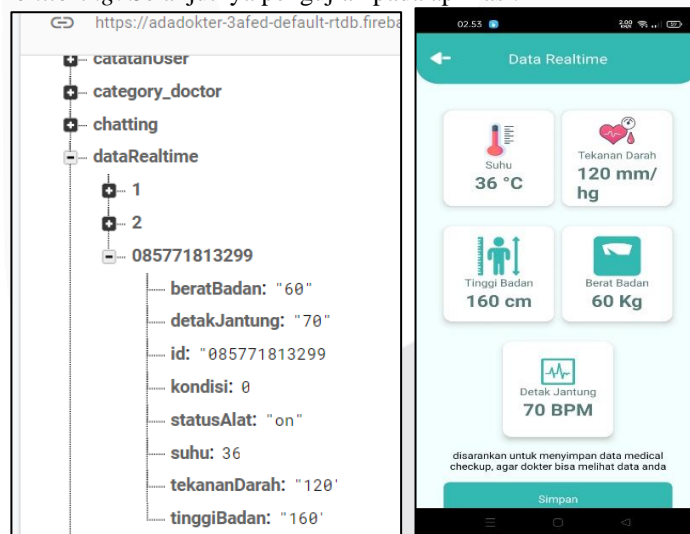 https://adadokter-3afed-default-rtdb.fireba
catatanUser
category_doctor
chatting
dataRealtime
1
2
085771813299
beratBadan: "60"
detakJantung: "70"
id: "085771813299
kondisi: 0
statusAlat: "on"
suhu: 36
tekananDarah: "120'
tinggiBadan: "160'
02.53
Data Realtime
Suhu
36 °C
Tekanan Darah
120 mm/
hg
Tinggi Badan
160 cm
Berat Badan
60 Kg
Detak Jantung
70 BPM
disarankan untuk menyimpan data medical
checkup, agar dokter bisa melihat data anda
Simpan